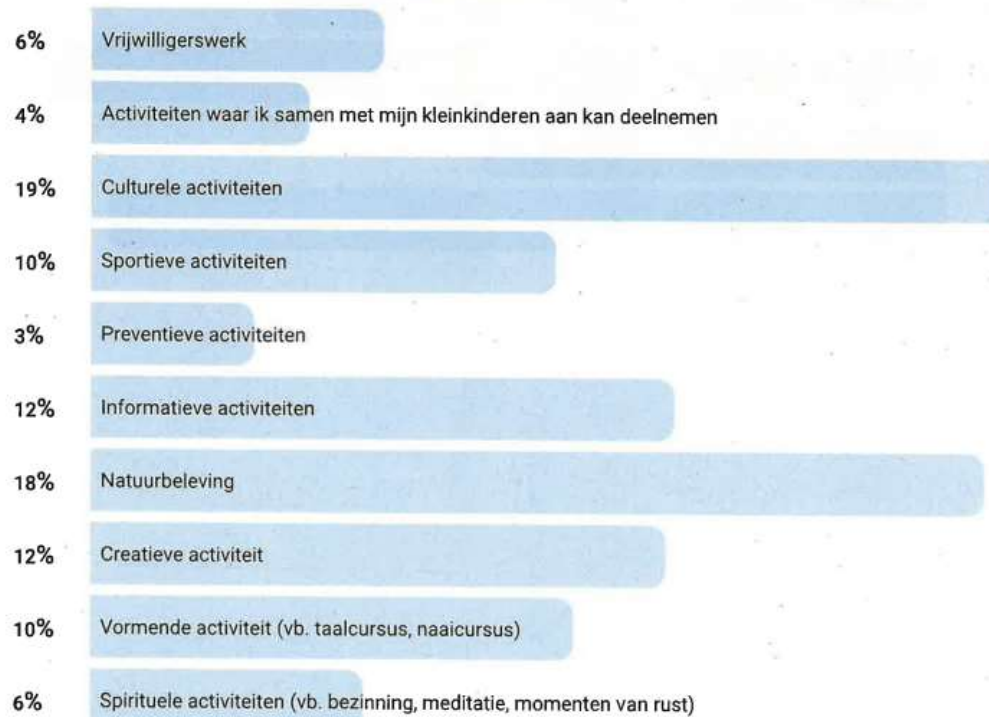 6% Vrijwilligerswerk
4% Activiteiten waar ik samen met mijn kleinkinderen aan kan deelnemen
19% Culturele activiteiten
10% Sportieve activiteiten
3% Preventieve activiteiten
12% Informatieve activiteiten
18% Natuurbeleving
12% Creatieve activiteit
10% Vormende activiteit (vb. taalcursus, naaicursus)
6% Spirituele activiteiten (vb. bezinning, meditatie, momenten van rust)